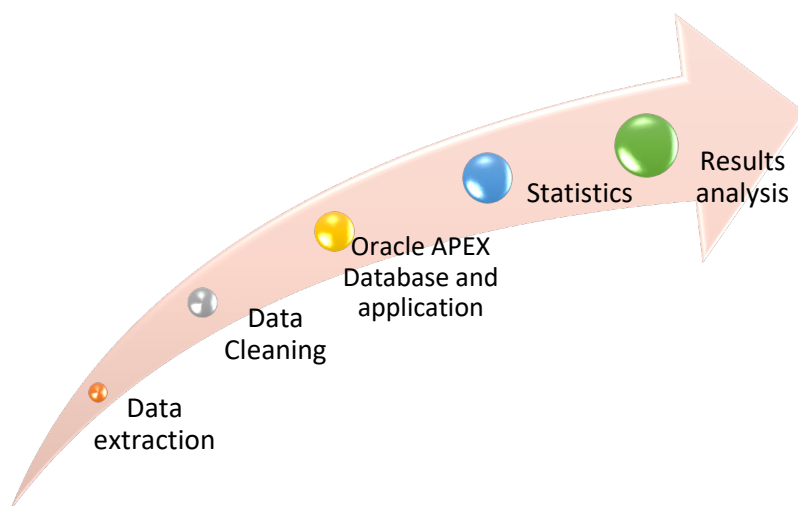 Data
extraction
Data
Cleaning
Oracle APEX
Database and
application
Statistics
Results
analysis